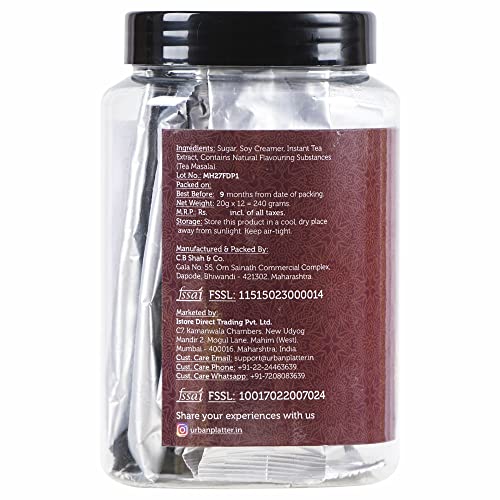 Ingredients: Sugar, Soy Creamer, Instant Tea
Extract, Contains Natural Flavouring Substances
(Tea Masala)
Lot No.: MH27FDP1
Packed on:
Best Before: 9 months from date of packing.
Net Weight: 20g x 12 = 240 grams.
M.R.P: Rs. incl. of all taxes.
Storage: Store this product in a cool, dry place
away from sunlight. Keep air-tight.
Manufactured & Packed By:
C.B Shah & Co.
Gala No: 55, Om Sainath Commercial Complex,
Dapode, Bhiwandi - 421302, Maharashtra.
fssai FSSL: 11515023000014
Marketed by:
Istore Direct Trading Pvt. Ltd.
C7, Kamanwala Chambers, New Udyog
Mandir 2, Mogul Lane, Mahim (West),
Mumbai - 400016, Maharashtra; India.
Cust. Care Email: support@urbanplatter.in
Cust. Care Phone: +91-22-24463639,
Cust. Care Whatsapp: +91-7208083639.
fssai FSSL: 10017022007024
Share your experiences with us
urbanplatter.in